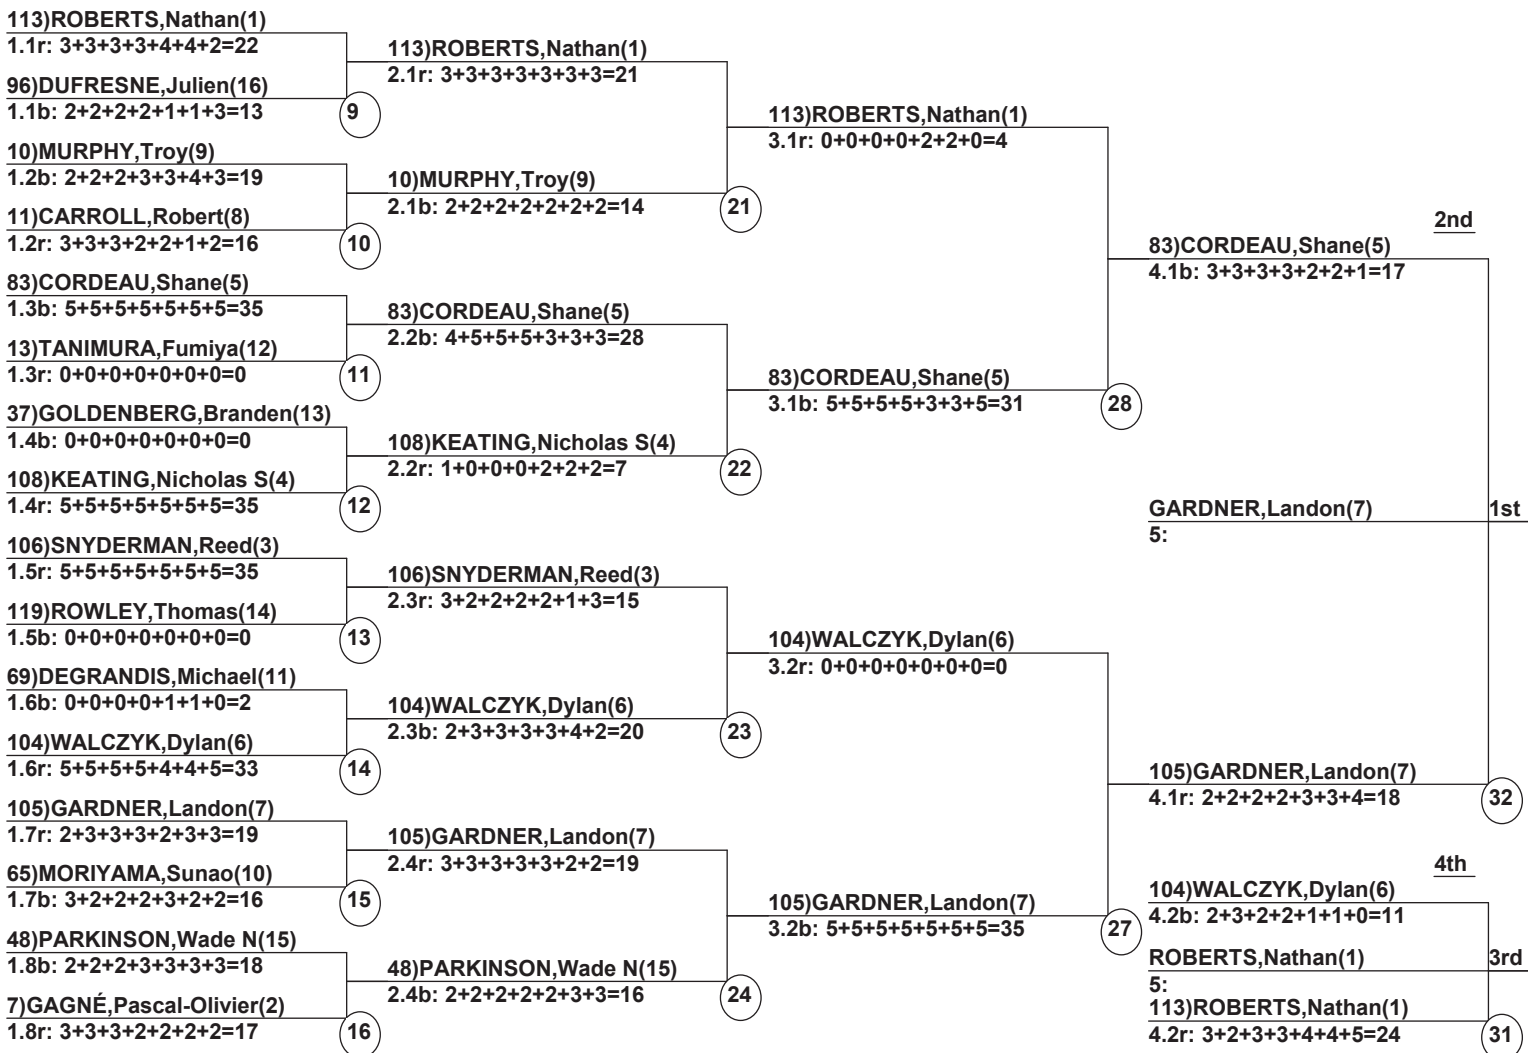 113)ROBERTS,Nathan(1)
1.1r: 3+3+3+3+4+4+2=22
96)DUFRESNE,Julien(16)
1.1b: 2+2+2+2+1+1+3=13
9
10)MURPHY,Troy(9)
1.2b: 2+2+2+3+3+4+3=19
11)CARROLL,Robert(8)
1.2r: 3+3+3+2+2+1+2=16
10
83)CORDEAU,Shane(5)
1.3b: 5+5+5+5+5+5+5=35
13)TANIMURA,Fumiya(12)
1.3r: 0+0+0+0+0+0+0=0
11
37)GOLDENBERG,Branden(13)
1.4b: 0+0+0+0+0+0+0=0
108)KEATING,Nicholas S(4)
1.4r: 5+5+5+5+5+5+5=35
12
106)SNYDERMAN,Reed(3)
1.5r: 5+5+5+5+5+5+5=35
119)ROWLEY,Thomas(14)
1.5b: 0+0+0+0+0+0+0=0
13
69)DEGRANDIS,Michael(11)
1.6b: 0+0+0+0+1+1+0=2
104)WALCZYK,Dylan(6)
1.6r: 5+5+5+5+4+4+5=33
14
105)GARDNER,Landon(7)
1.7r: 2+3+3+3+2+3+3=19
65)MORIYAMA,Sunao(10)
1.7b: 3+2+2+2+3+2+2=16
15
48)PARKINSON,Wade N(15)
1.8b: 2+2+2+3+3+3+3=18
7)GAGNÉ,Pascal-Olivier(2)
1.8r: 3+3+3+2+2+2+2=17
16
113)ROBERTS,Nathan(1)
2.1r: 3+3+3+3+3+3+3=21
10)MURPHY,Troy(9)
2.1b: 2+2+2+2+2+2+2=14
21
83)CORDEAU,Shane(5)
2.2b: 4+5+5+5+3+3+3=28
108)KEATING,Nicholas S(4)
2.2r: 1+0+0+0+2+2+2=7
22
106)SNYDERMAN,Reed(3)
2.3r: 3+2+2+2+2+1+3=15
104)WALCZYK,Dylan(6)
2.3b: 2+3+3+3+3+4+2=20
23
105)GARDNER,Landon(7)
2.4r: 3+3+3+3+3+2+2=19
48)PARKINSON,Wade N(15)
2.4b: 2+2+2+2+2+3+3=16
24
113)ROBERTS,Nathan(1)
3.1r: 0+0+0+0+2+2+0=4
83)CORDEAU,Shane(5)
3.1b: 5+5+5+5+3+3+5=31
28
104)WALCZYK,Dylan(6)
3.2r: 0+0+0+0+0+0+0=0
105)GARDNER,Landon(7)
3.2b: 5+5+5+5+5+5+5=35
27
2nd
83)CORDEAU,Shane(5)
4.1b: 3+3+3+3+2+2+1=17
GARDNER,Landon(7)
1st
5:
105)GARDNER,Landon(7)
4.1r: 2+2+2+2+3+3+4=18
32
4th
104)WALCZYK,Dylan(6)
4.2b: 2+3+2+2+1+1+0=11
ROBERTS,Nathan(1)
3rd
5:
113)ROBERTS,Nathan(1)
4.2r: 3+2+3+3+4+4+5=24
31